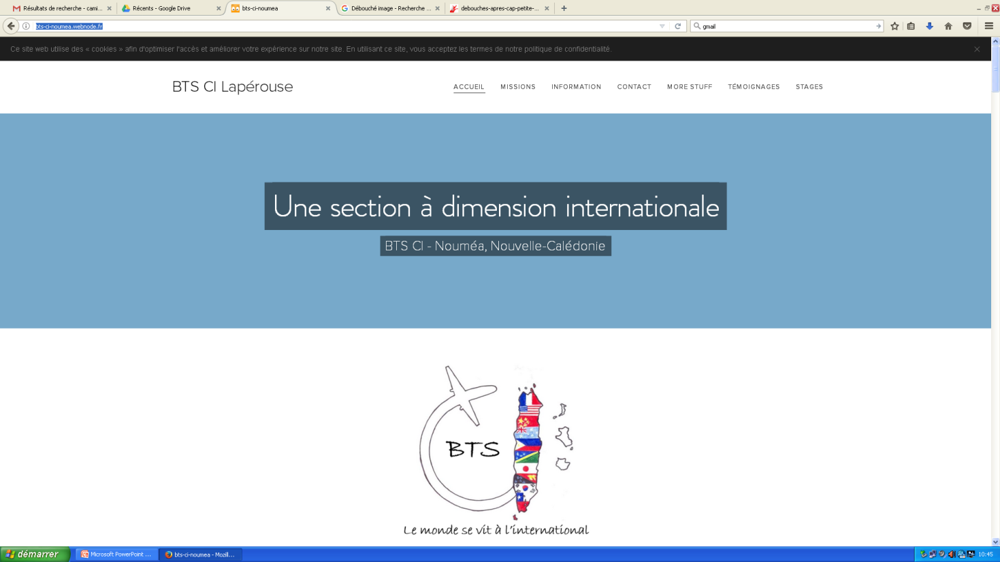 Résultats de recherche - cami...
Récents - Google Drive
bts-ci-noumea
Débouché image - Recherche ...
debouches-apres-cap-petite-...
bts-ci-noumea.webnode.fr
gmail
Ce site web utilise des « cookies » afin d'optimiser l'accès et améliorer votre expérience sur notre site. En utilisant ce site, vous acceptez les termes de notre politique de confidentialité.
BTS CI Lapérouse
ACCUEIL MISSIONS INFORMATION CONTACT MORE STUFF TÉMOIGNAGES STAGES
Une section à dimension internationale
BTS CI - Nouméa, Nouvelle-Calédonie
BTS
Le monde se vit à l'international
démarrer
Microsoft PowerPoint ...
bts-ci-noumea - Mozill...
10:45